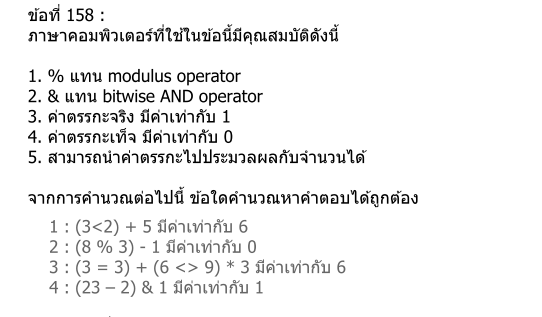 ข้อที่ 158 :
ภาษาคอมพิวเตอร์ที่ใช้ในข้อนี้มีคุณสมบัติดังนี้
1. % แทน modulus operator
2. & แทน bitwise AND operator
3. ค่าตรรกะจริง มีค่าเท่ากับ 1
4. ค่าตรรกะเท็จ มีค่าเท่ากับ 0
5. สามารถนำค่าตรรกะไปประมวลผลกับจำนวนได้
จากการคำนวณต่อไปนี้ ข้อใดคำนวณหาคำตอบได้ถูกต้อง
1 : (3<2) + 5 มีค่าเท่ากับ 6
2 : (8 % 3) - 1 มีค่าเท่ากับ 0
3 : (3 = 3) + (6 <> 9) * 3 มีค่าเท่ากับ 6
4 : (23 – 2) & 1 มีค่าเท่ากับ 1